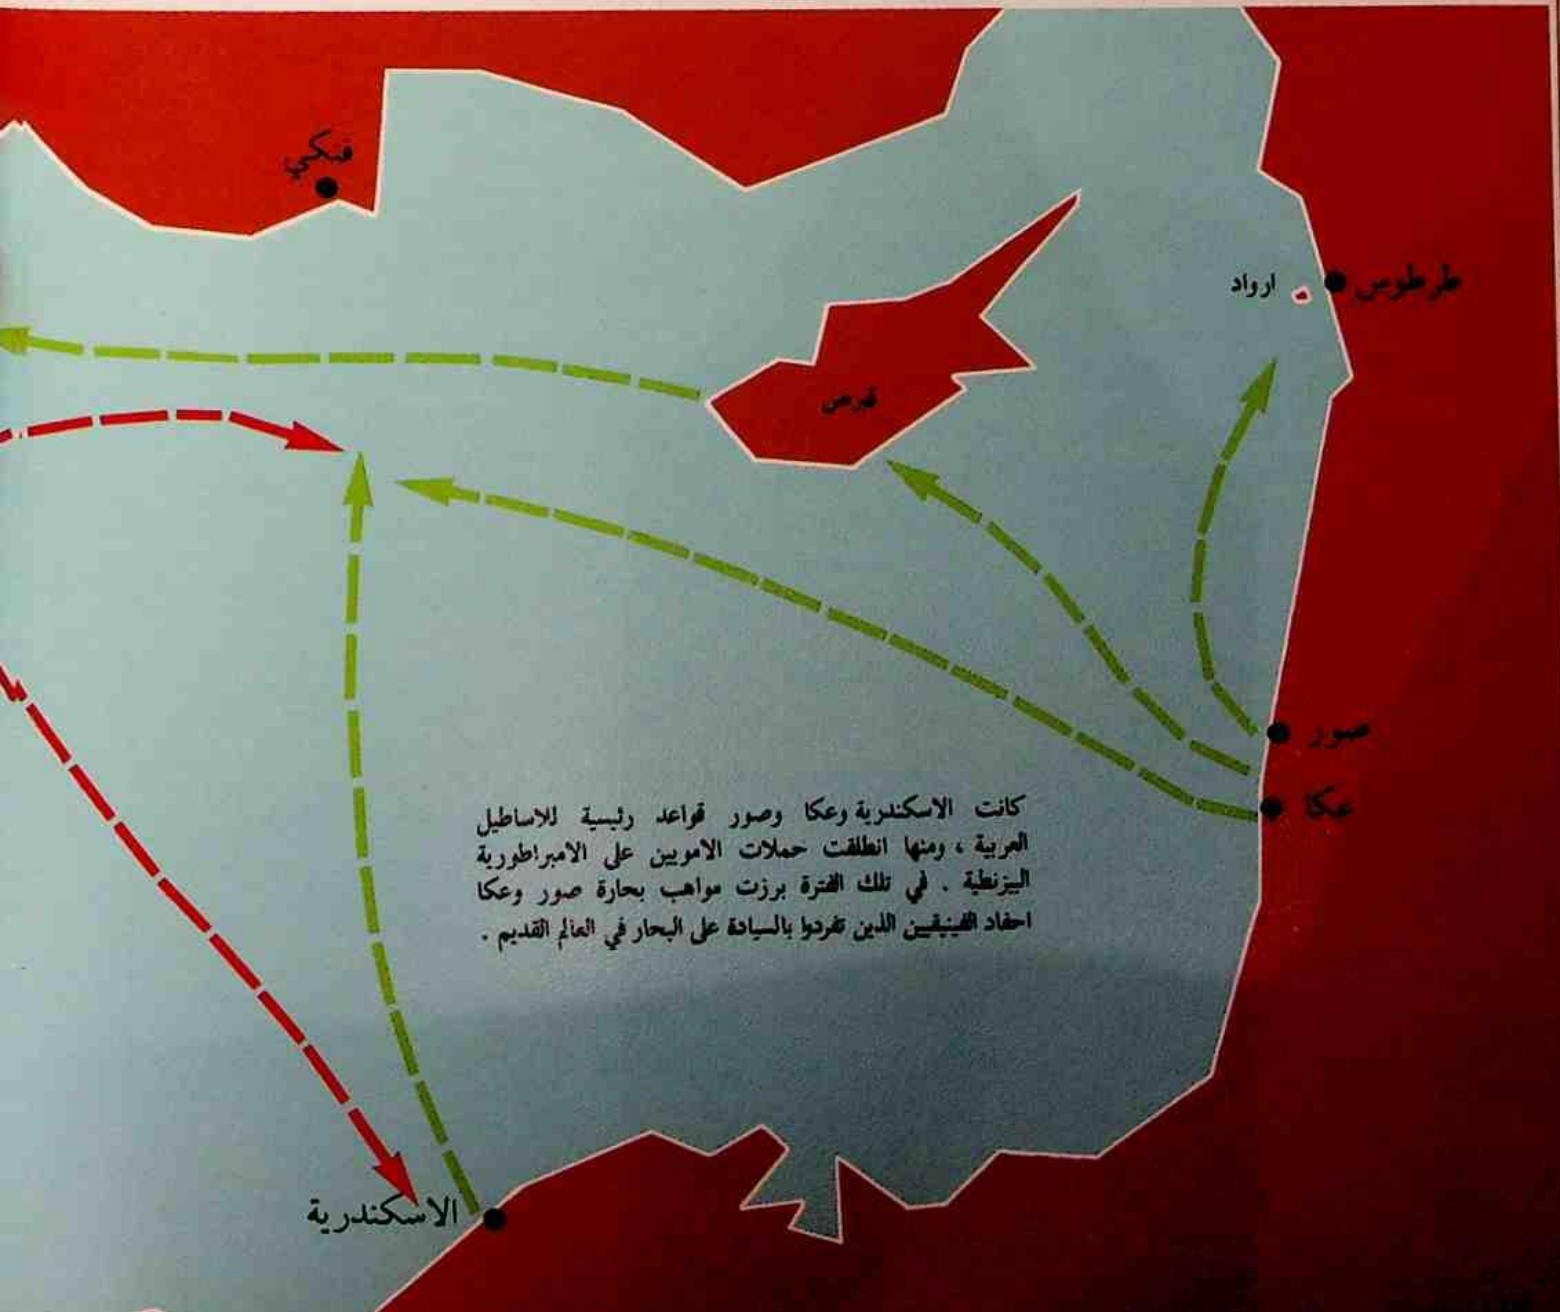 فنكي
ارواد
طرطوس
قبرص
صور
عكا
كانت الاسكندرية وعكا وصور قواعد رئيسية للاساطيل
العربية ، ومنها انطلقت حملات الامويين على الامبراطورية
البيزنطية . في تلك الفترة برزت مواهب بحارة صور وعكا
احفاد الفينيقيين الذين تفردوا بالسيادة على البحار في العالم القديم .
الاسكندرية